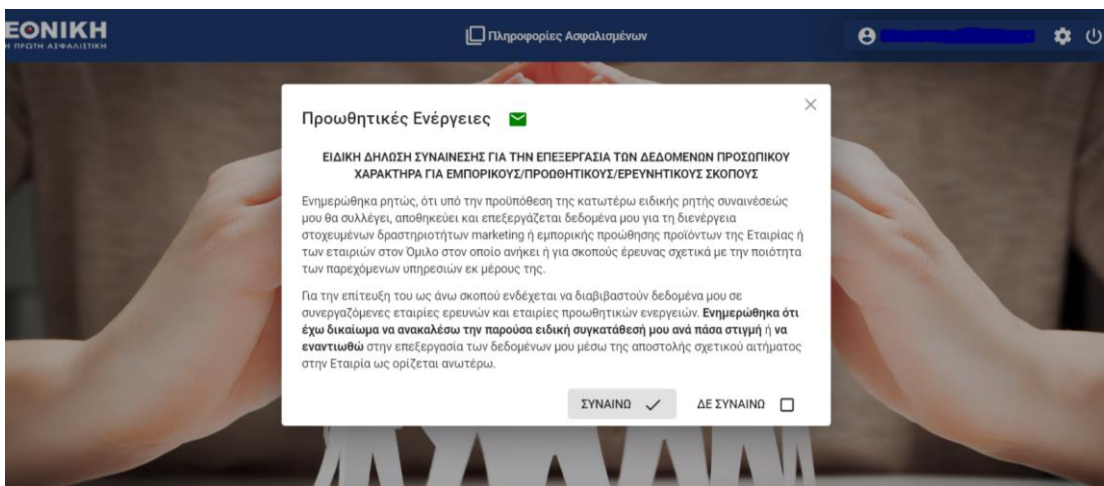 ΕΘΝΙΚΗ
Η ΠΡΩΤΗ ΑΣΦΑΛΙΣΤΙΚΗ
Πληροφορίες Ασφαλισμένων
Προωθητικές Ενέργειες
ΕΙΔΙΚΗ ΔΗΛΩΣΗ ΣΥΝΑΙΝΕΣΗΣ ΓΙΑ ΤΗΝ ΕΠΕΞΕΡΓΑΣΙΑ ΤΩΝ ΔΕΔΟΜΕΝΩΝ ΠΡΟΣΩΠΙΚΟΥ
ΧΑΡΑΚΤΗΡΑ ΓΙΑ ΕΜΠΟΡΙΚΟΥΣ/ΠΡΟΩΘΗΤΙΚΟΥΣ/ΕΡΕΥΝΗΤΙΚΟΥΣ ΣΚΟΠΟΥΣ
Ενημερώθηκα ρητώς, ότι υπό την προϋπόθεση της κατωτέρω ειδικής ρητής συναινέσεώς
μου θα συλλέγει, αποθηκεύει και επεξεργάζεται δεδομένα μου για τη διενέργεια
στοχευμένων δραστηριοτήτων marketing ή εμπορικής προώθησης προϊόντων της Εταιρίας ή
των εταιριών στον Όμιλο στον οποίο ανήκει ή για σκοπούς έρευνας σχετικά με την ποιότητα
των παρεχόμενων υπηρεσιών εκ μέρους της.
Για την επίτευξη του ως άνω σκοπού ενδέχεται να διαβιβαστούν δεδομένα μου σε
συνεργαζόμενες εταιρίες ερευνών και εταιρίες προωθητικών ενεργειών. Ενημερώθηκα ότι
έχω δικαίωμα να ανακαλέσω την παρούσα ειδική συγκατάθεσή μου ανά πάσα στιγμή ή να
εναντιωθώ στην επεξεργασία των δεδομένων μου μέσω της αποστολής σχετικού αιτήματος
στην Εταιρία ως ορίζεται ανωτέρω.
ΣΥΝΑΙΝΩ
ΔΕ ΣΥΝΑΙΝΩ